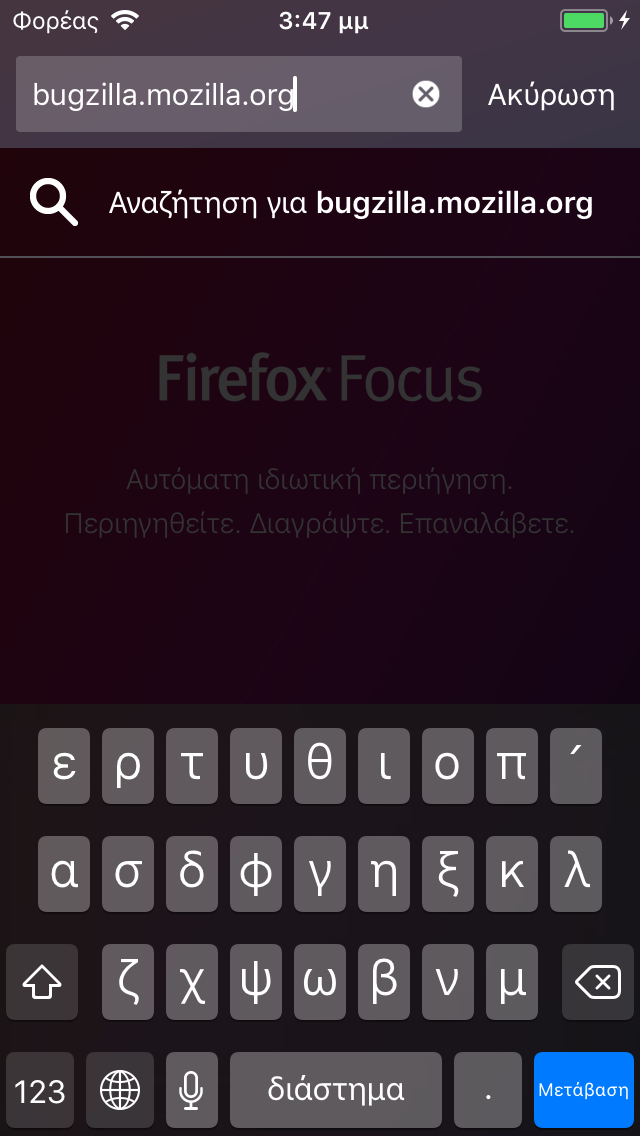 Φορέας 3:47 μμ
bugzilla.mozilla.org Ακύρωση
Αναζήτηση για bugzilla.mozilla.org
Firefox Focus
Αυτόματη ιδιωτική περιήγηση.
Περιηγηθείτε. Διαγράψτε. Επαναλάβετε.
ε ρ τ υ θ ι ο π ´
α σ δ φ γ η ξ κ λ
ζ χ ψ ω β ν μ
123 διάστημα . Μετάβαση